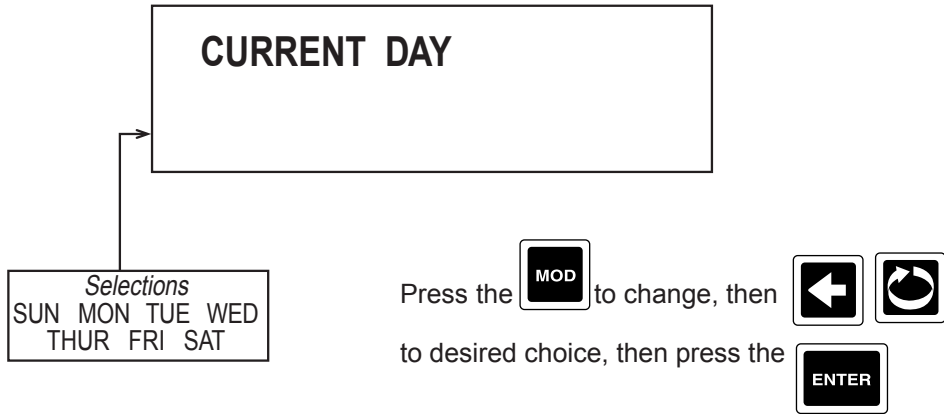 CURRENT DAY
Selections
SUN MON TUE WED
THUR FRI SAT
Press the MOD to change, then
to desired choice, then press the ENTER